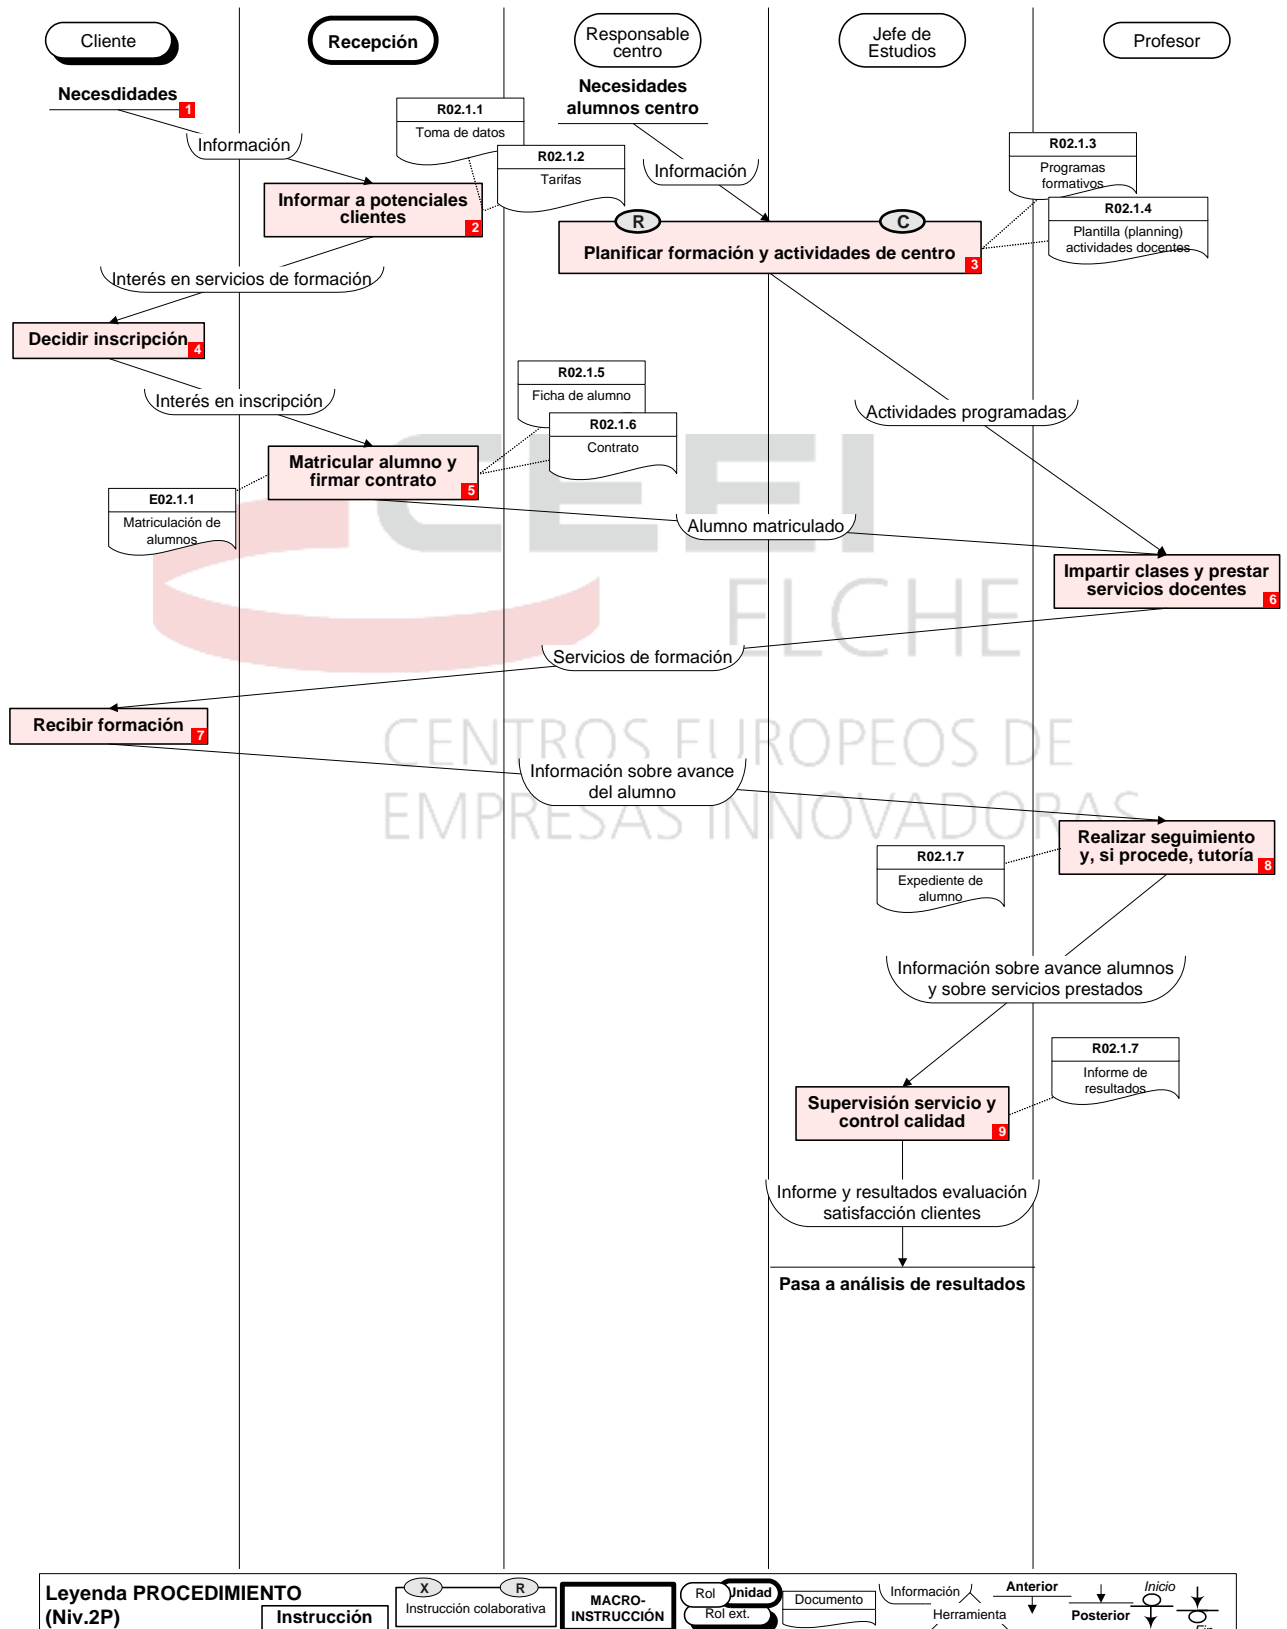 Cliente
Recepción
Responsable
centro
Jefe de
Estudios
Profesor
Necesdidades
1
Necesidades
alumnos centro
R02.1.1
Toma de datos
R02.1.2
Tarifas
Información
Información
R02.1.3
Programas
formativos
R02.1.4
Plantilla (planning)
actividades docentes
Informar a potenciales
clientes
2
R
C
Planificar formación y actividades de centro
3
Interés en servicios de formación
Decidir inscripción
4
Interés en inscripción
R02.1.5
Ficha de alumno
R02.1.6
Contrato
Actividades programadas
Matricular alumno y
firmar contrato
5
E02.1.1
Matriculación de
alumnos
Alumno matriculado
CEEI
ELCHE
CENTROS EUROPEOS DE
EMPRESAS INNOVADORAS
Impartir clases y prestar
servicios docentes
6
Servicios de formación
Recibir formación
7
Información sobre avance
del alumno
Realizar seguimiento
y, si procede, tutoría
8
R02.1.7
Expediente de
alumno
Información sobre avance alumnos
y sobre servicios prestados
R02.1.7
Informe de
resultados
Supervisión servicio y
control calidad
9
Informe y resultados evaluación
satisfacción clientes
Pasa a análisis de resultados
Leyenda PROCEDIMIENTO
(Niv.2P)
Instrucción
X
R
Instrucción colaborativa
MACRO-
INSTRUCCIÓN
Rol
Unidad
Rol ext.
Documento
Información
Herramienta
Anterior
Posterior
Inicio
Fin